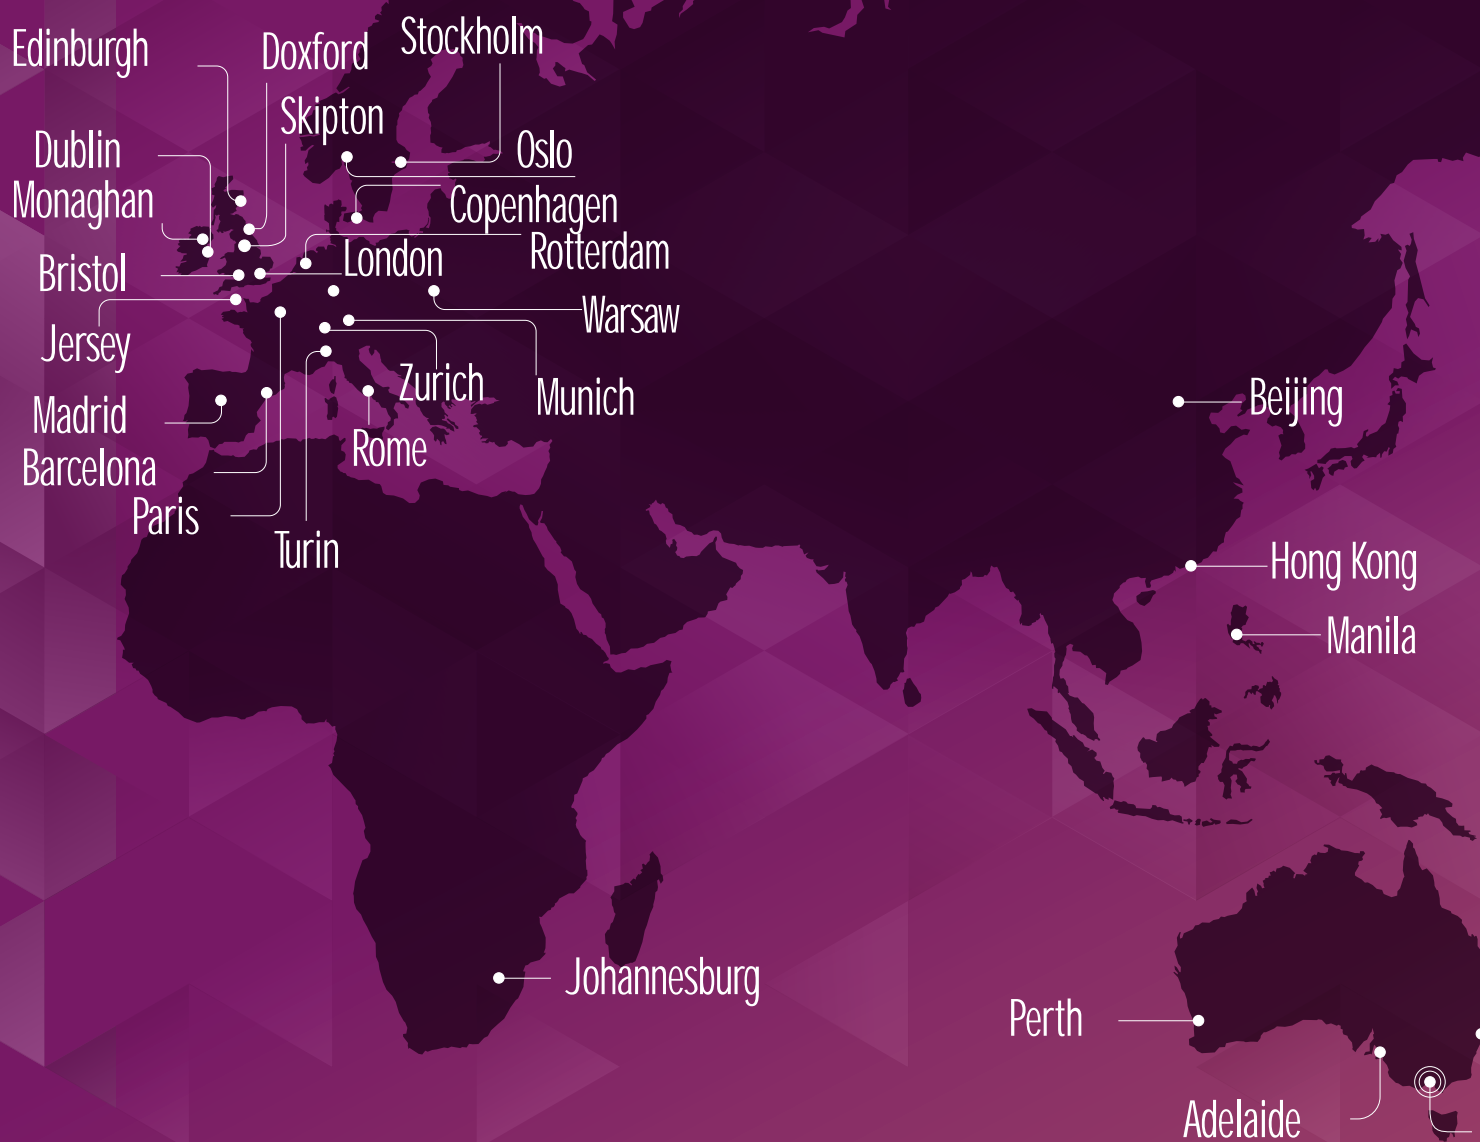 Edinburgh
Doxford
Stockholm
Skipton
Dublin
Oslo
Monaghan
Copenhagen
Rotterdam
London
Bristol
Warsaw
Jersey
Zurich
Munich
Madrid
Rome
Barcelona
Paris
Turin
Beijing
Hong Kong
Manila
Johannesburg
Perth
Adelaide